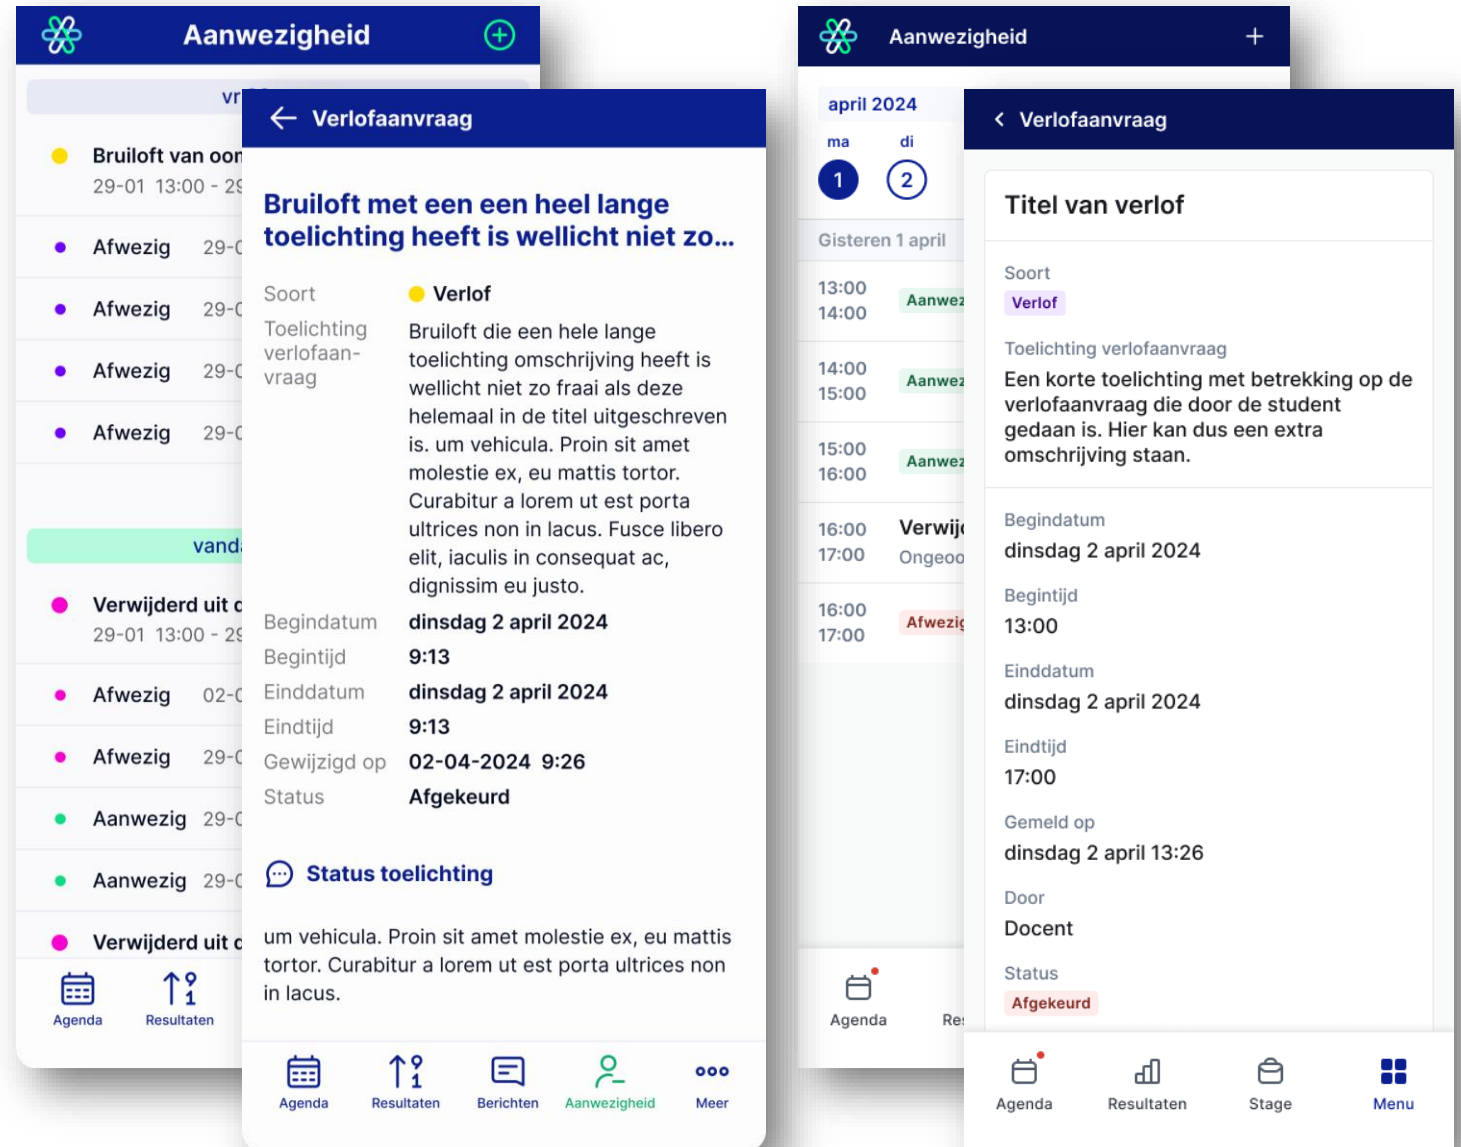 Aanwezigheid
Bruiloft van
29-01 13:00 - 29
Afwezig
Afwezig
Afwezig
Afwezig
Verwijderd uit
29-01 13:00 - 29
Afwezig
Afwezig
Aanwezig
Aanwezig
Verwijderd uit
Agenda
Resultaten
Verlofaanvraag
Bruiloft met een een heel lange
toelichting heeft is wellicht niet zo...
Soort
Verlof
Toelichting
verlofaan-
vraag
Bruiloft die een hele lange
toelichting omschrijving heeft is
wellicht niet zo fraai als deze
helemaal in de titel uitgeschreven
is. um vehicula. Proin sit amet
molestie ex, eu mattis tortor.
Curabitur a lorem ut est porta
ultrices non in lacus. Fusce libero
elit, iaculis in consequat ac,
dignissim eu justo.
Begindatum dinsdag 2 april 2024
Begintijd 9:13
Einddatum dinsdag 2 april 2024
Eindtijd 9:13
Gewijzigd op 02-04-2024 9:26
Status Afgekeurd
Status toelichting
um vehicula. Proin sit amet molestie ex, eu mattis
tortor. Curabitur a lorem ut est porta ultrices non
in lacus.
Agenda
Resultaten
Berichten
Aanwezigheid
Meer
Aanwezigheid
april 2024
ma di
1 2
Gisteren 1 april
13:00
14:00
14:00
15:00
15:00
16:00
16:00
17:00
16:00
17:00
Agenda
Verlofaanvraag
Titel van verlof
Soort
Verlof
Toelichting verlofaanvraag
Een korte toelichting met betrekking op de
verlofaanvraag die door de student
gedaan is. Hier kan dus een extra
omschrijving staan.
Begindatum
dinsdag 2 april 2024
Begintijd
13:00
Einddatum
dinsdag 2 april 2024
Eindtijd
17:00
Gemeld op
dinsdag 2 april 13:26
Door
Docent
Status
Afgekeurd
Agenda
Resultaten
Stage
Menu